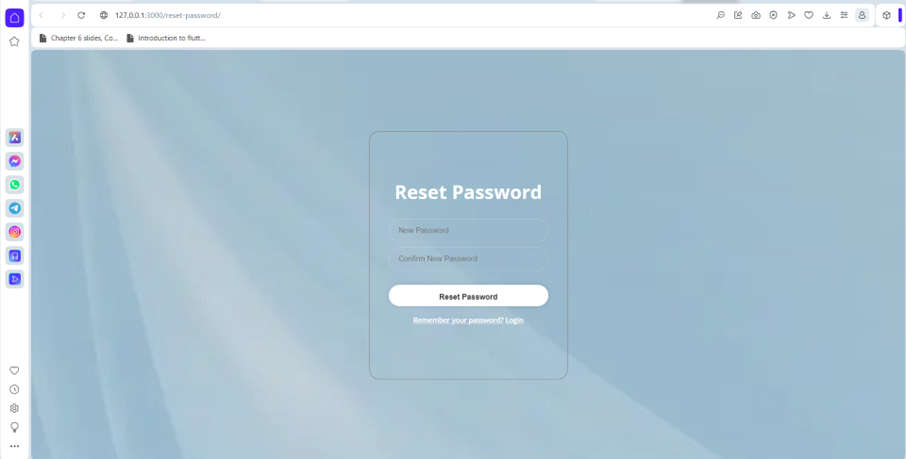 127.0.0.1:3000/reset-password/
Chapter 6 slides, Co... Introduction to flutt...
Reset Password
New Password
Confirm New Password
Reset Password
Remember your password? Login